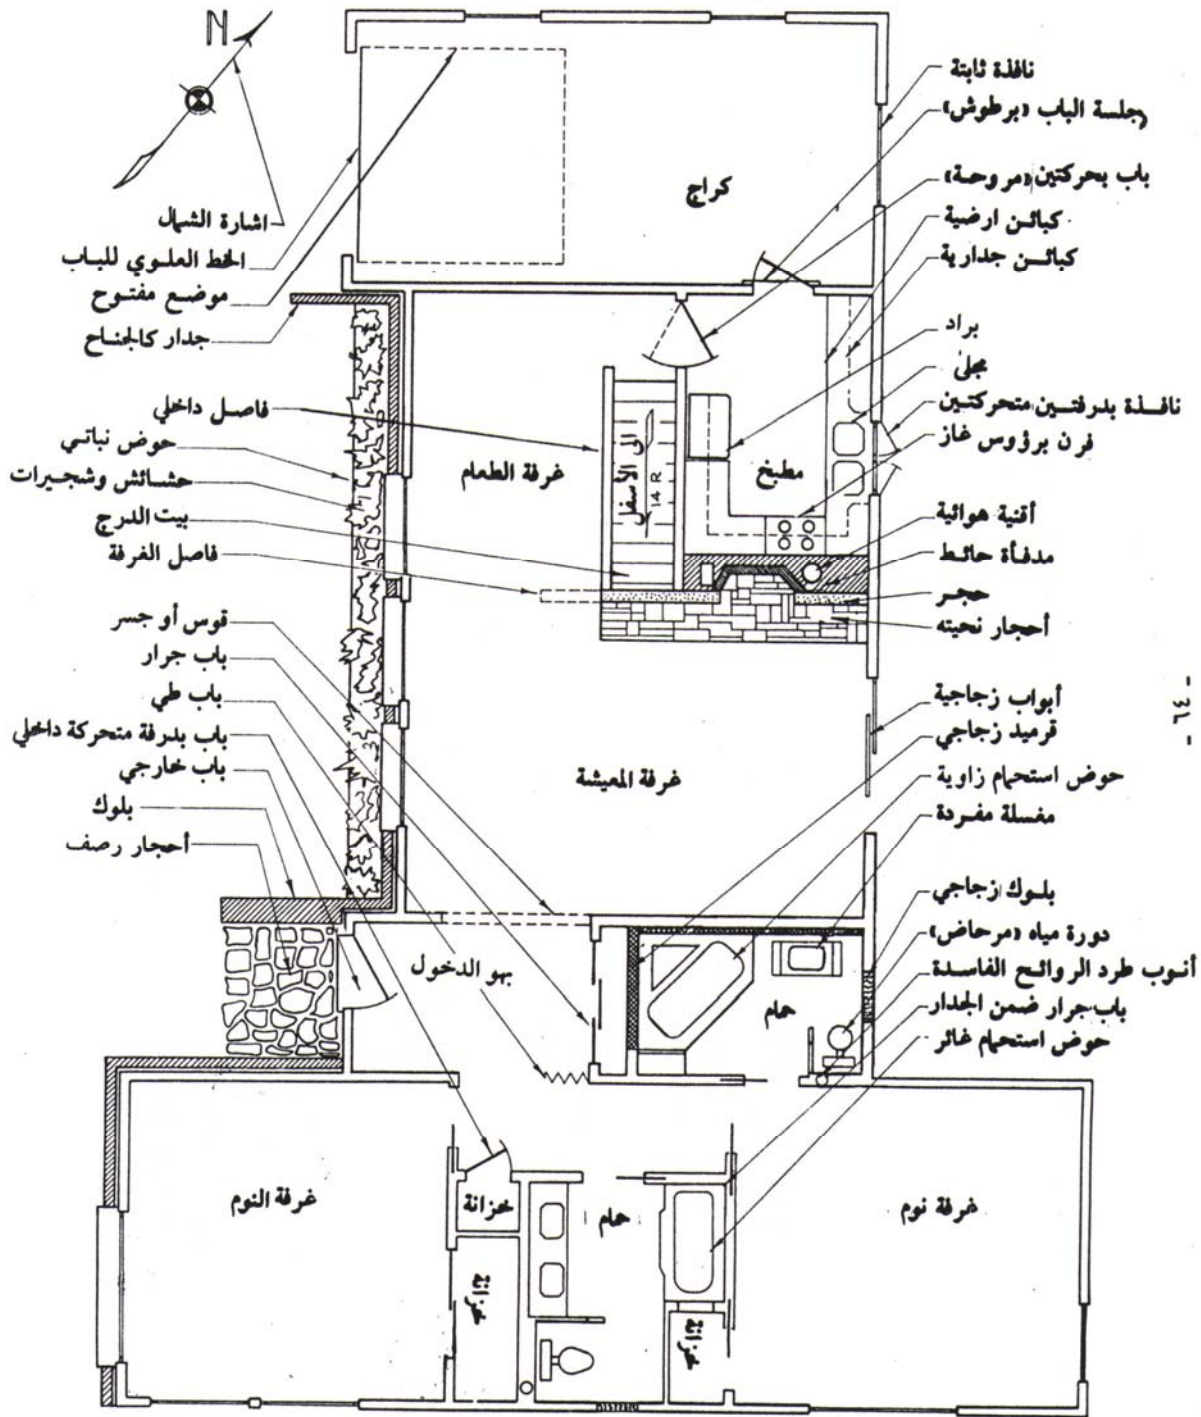 N
اشارة الشمال
الخط العلوي للباب
موضع مفتوح
جدار كالجناح
فاصل داخلي
حوض نباتي
حشائش وشجيرات
بيت الدرج
فاصل الغرفة
قوس أو جسر
باب جرار
باب طي
باب بدرفة متحركة داخلي
باب خارجي
بلوك
أحجار رصف
نافذة ثابتة
جلسة الباب «برطوش»
باب بحركتين «مروحة»
كبائن ارضية
كبائن جدارية
براد
مجلى
نافذة بدرفتين متحركتين
فرن برؤوس غاز
أقنية هوائية
مدفأة حائط
حجر
أحجار نحيته
أبواب زجاجية
قرميد زجاجي
حوض استحمام زاوية
مغسلة مفردة
بلوك زجاجي
دورة مياه «مرحاض»
أنبوب طرد الروائح الفاسدة
باب جرار ضمن الجدار
حوض استحمام غائر
كراج
غرفة الطعام
الى الأسفل
14 R
مطبخ
غرفة المعيشة
بهو الدخول
حمام
غرفة النوم
خزانة
حمام
غرفة نوم
خزانة
خزانة
- ٤٦ -